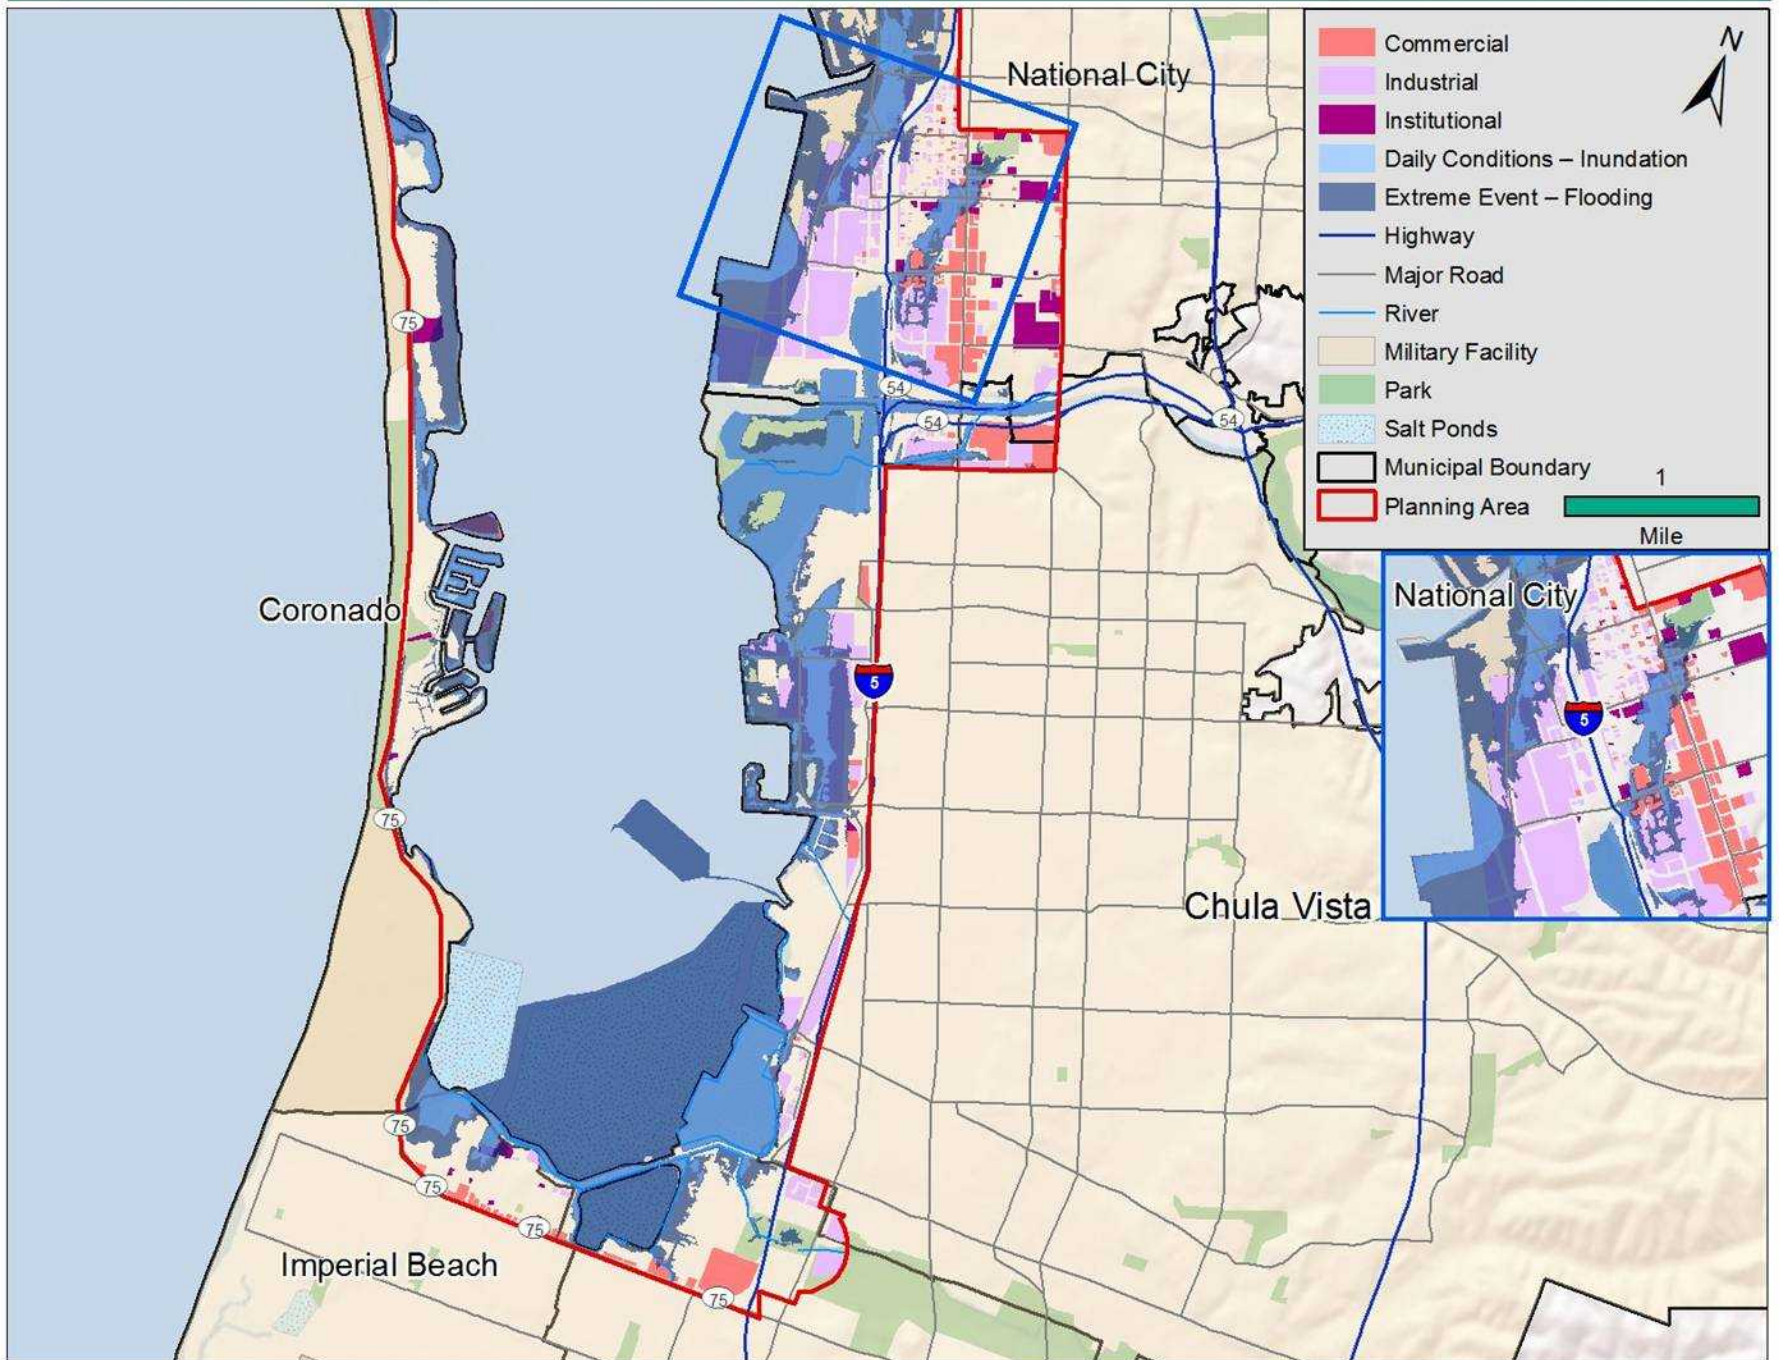 National City
Commercial
Industrial
Institutional
Daily Conditions – Inundation
Extreme Event – Flooding
Highway
Major Road
River
Military Facility
Park
Salt Ponds
Municipal Boundary
Planning Area
N
1
Mile
75
54
54
54
National City
5
Coronado
5
75
Chula Vista
75
75
75
Imperial Beach
75